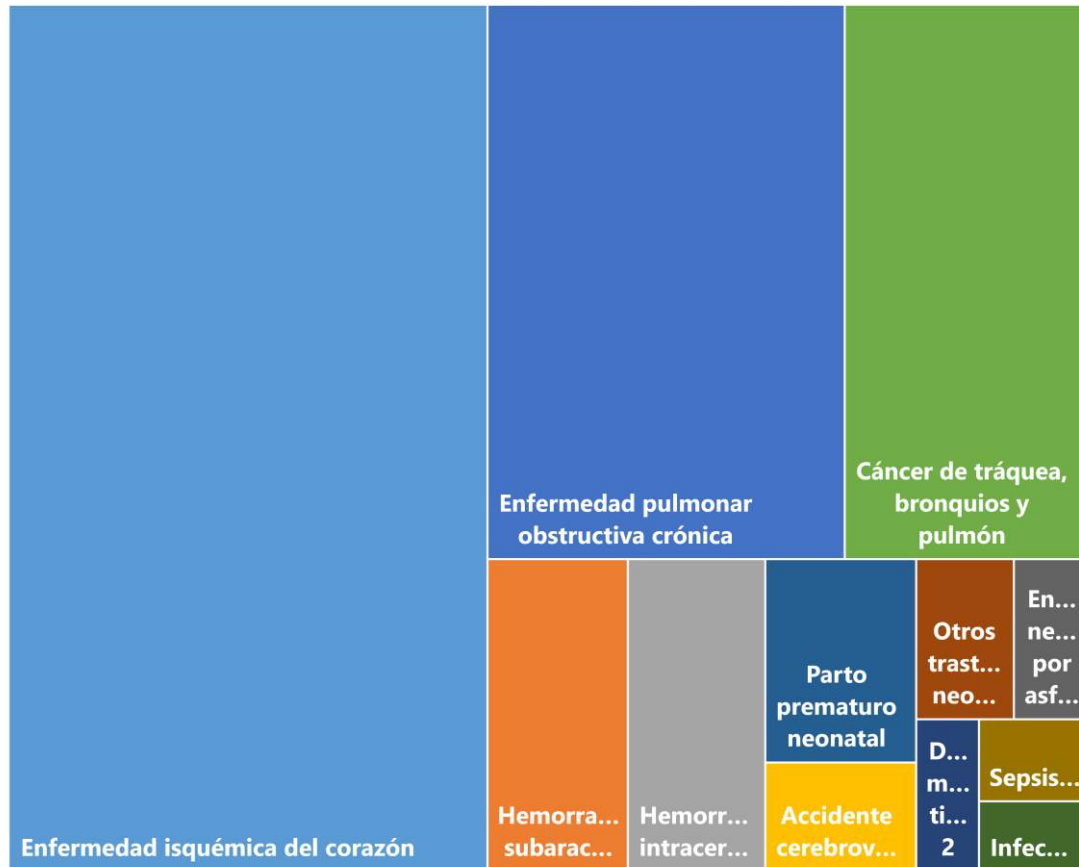 Enfermedad isquémica del corazón
Enfermedad pulmonar
obstructiva crónica
Cáncer de tráquea,
bronquios y
pulmón
Hemorra...
subarac...
Hemorr...
intracer...
Parto
prematuro
neonatal
Accidente
cerebrov...
Otros
trast...
neo...
En...
ne...
por
asf...
D...
m...
ti...
2
Sepsis...
Infec...